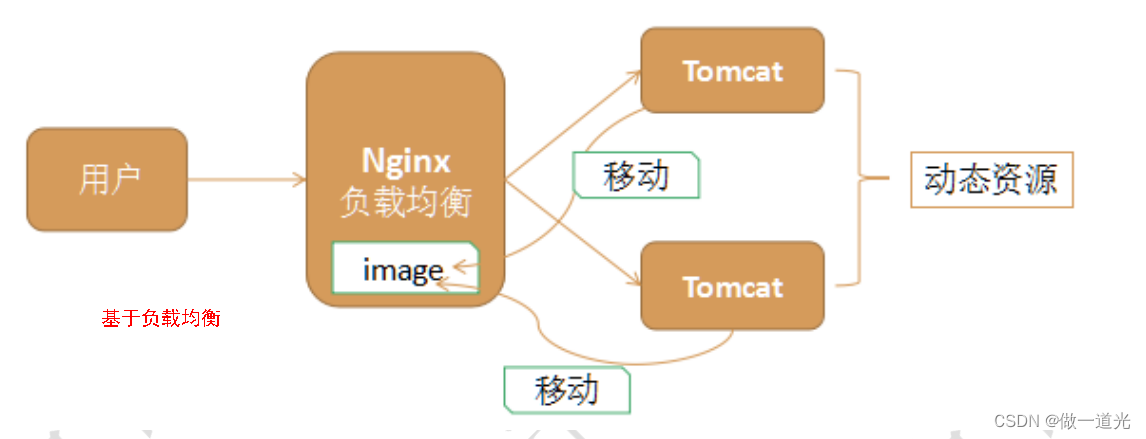 用户
Nginx
负载均衡
image
Tomcat
移动
Tomcat
移动
动态资源
基于负载均衡
CSDN @做一道光